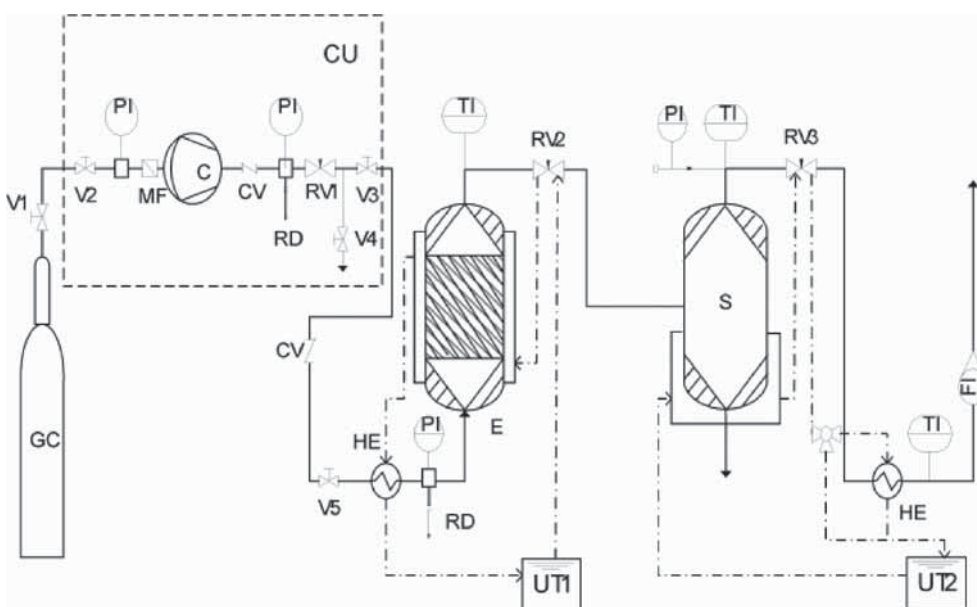 CU
PI
PI
TI
PI
TI
V1
V2
MF
C
CV
RV1
V3
RD
V4
RV2
RV3
S
CV
GC
HE
PI
E
V5
RD
UT1
FI
TI
HE
UT2